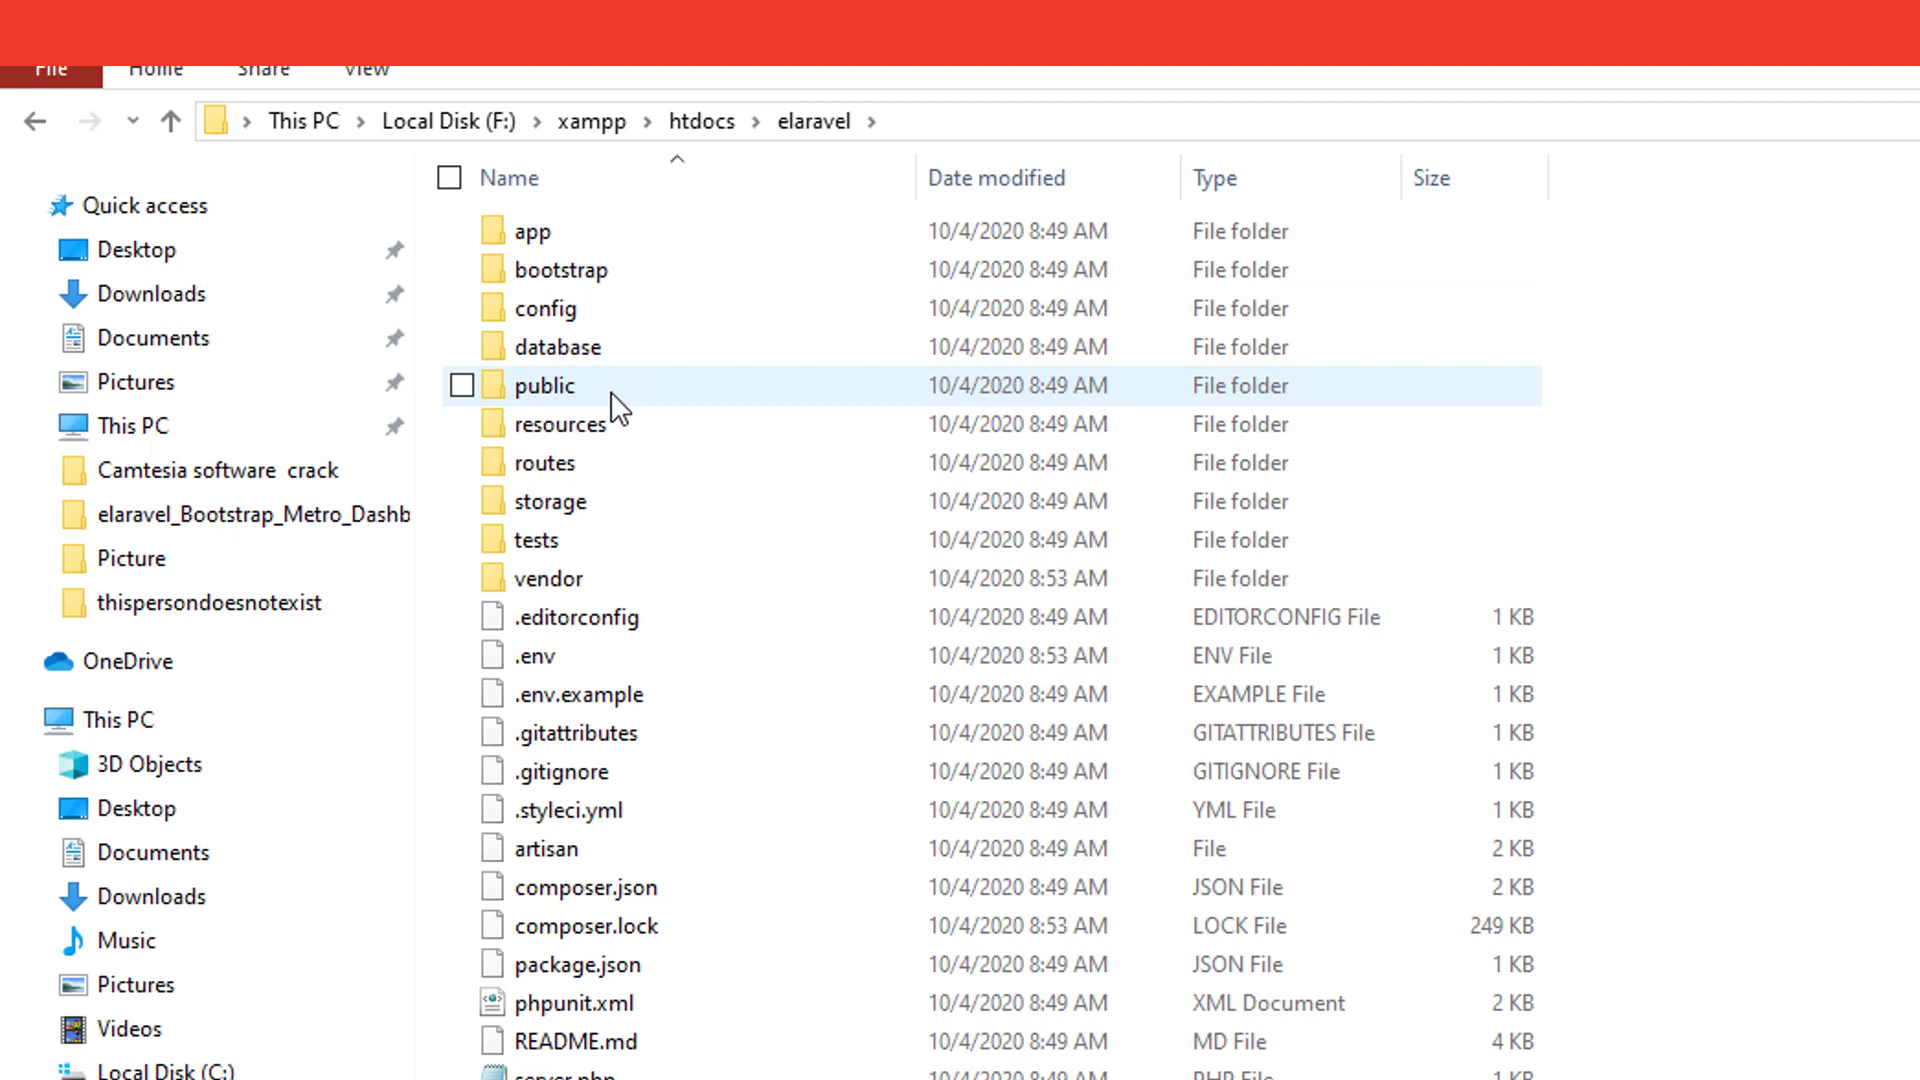 File Home Share View
This PC Local Disk (F:) xampp htdocs elaravel
Name Date modified Type Size
Quick access
Desktop
Downloads
Documents
Pictures
This PC
Camtesia software crack
elaravel_Bootstrap_Metro_Dashb
Picture
thispersondoesnotexist
OneDrive
This PC
3D Objects
Desktop
Documents
Downloads
Music
Pictures
Videos
Local Disk (C:)
app 10/4/2020 8:49 AM File folder
bootstrap 10/4/2020 8:49 AM File folder
config 10/4/2020 8:49 AM File folder
database 10/4/2020 8:49 AM File folder
public 10/4/2020 8:49 AM File folder
resources 10/4/2020 8:49 AM File folder
routes 10/4/2020 8:49 AM File folder
storage 10/4/2020 8:49 AM File folder
tests 10/4/2020 8:49 AM File folder
vendor 10/4/2020 8:53 AM File folder
.editorconfig 10/4/2020 8:49 AM EDITORCONFIG File 1 KB
.env 10/4/2020 8:53 AM ENV File 1 KB
.env.example 10/4/2020 8:49 AM EXAMPLE File 1 KB
.gitattributes 10/4/2020 8:49 AM GITATTRIBUTES File 1 KB
.gitignore 10/4/2020 8:49 AM GITIGNORE File 1 KB
.styleci.yml 10/4/2020 8:49 AM YML File 1 KB
artisan 10/4/2020 8:49 AM File 2 KB
composer.json 10/4/2020 8:49 AM JSON File 2 KB
composer.lock 10/4/2020 8:53 AM LOCK File 249 KB
package.json 10/4/2020 8:49 AM JSON File 1 KB
phpunit.xml 10/4/2020 8:49 AM XML Document 2 KB
README.md 10/4/2020 8:49 AM MD File 4 KB
server.php 10/4/2020 8:49 AM PHP File 1 KB